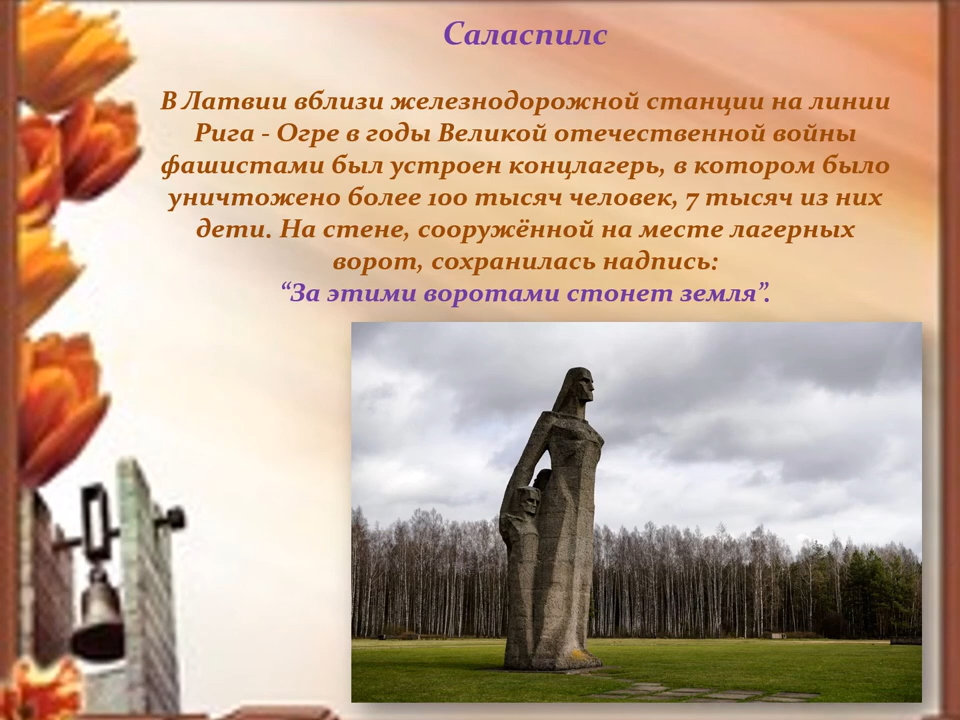 Саласпилс
В Латвии вблизи железнодорожной станции на линии
Рига - Огре в годы Великой отечественной войны
фашистами был устроен концлагерь, в котором было
уничтожено более 100 тысяч человек, 7 тысяч из них
дети. На стене, сооружённой на месте лагерных
ворот, сохранилась надпись:
“За этими воротами стонет земля”.